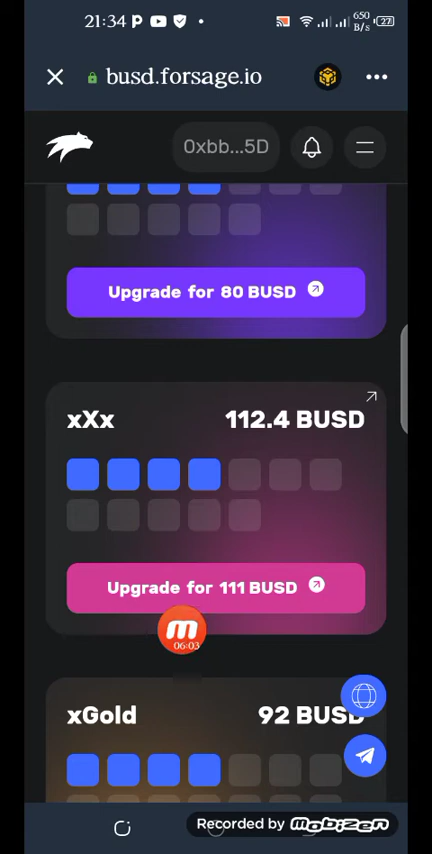 21:34
650
B/s
27
busd.forsage.io
0xbb...5D
Upgrade for 80 BUSD
xXx
112.4 BUSD
Upgrade for 111 BUSD
m
06:03
xGold
92 BUSD
Recorded by mobizen